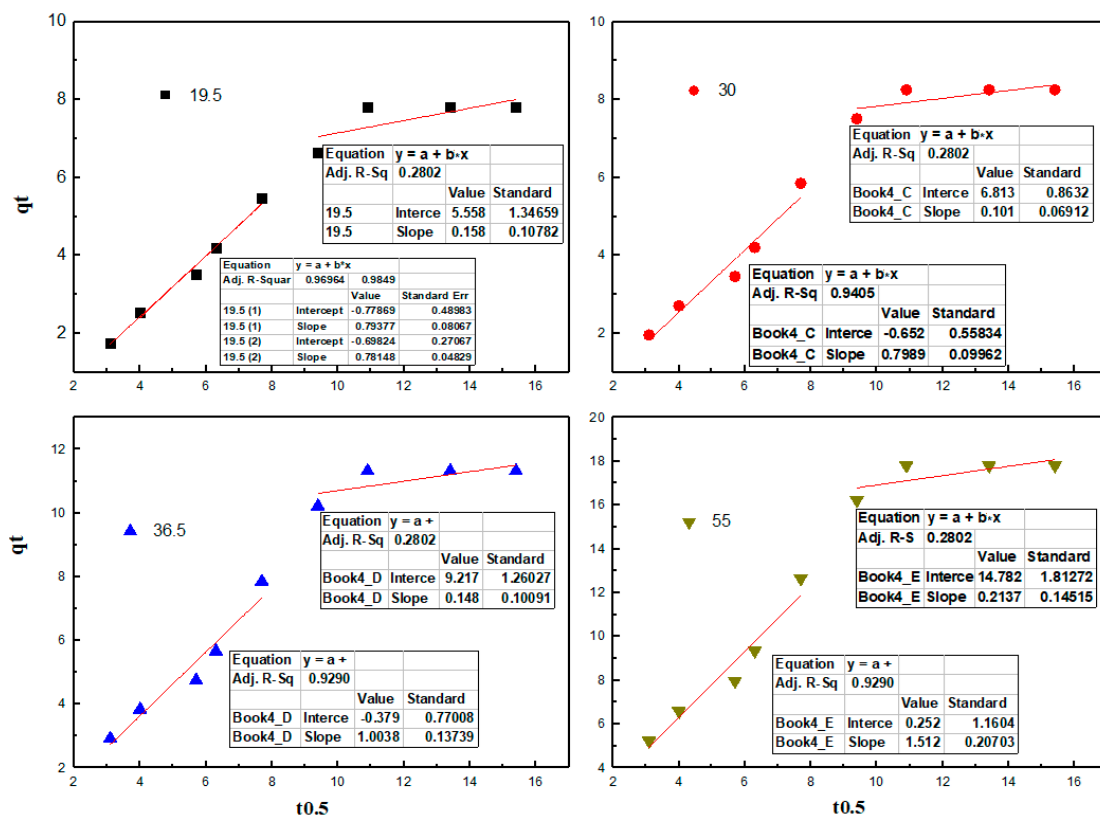 10
8
6
4
2
qt
19.5
Equation y = a + b*x
Adj. R-Sq 0.2802
Value Standard
19.5 Interce 5.558 1.34659
19.5 Slope 0.158 0.10782
Equation y = a + b*x
Adj. R-Squar 0.96964 0.9849
Value Standard Err
19.5 (1) Intercept -0.77869 0.48983
19.5 (1) Slope 0.79377 0.08067
19.5 (2) Intercept -0.69824 0.27067
19.5 (2) Slope 0.78148 0.04829
2 4 6 8 10 12 14 16
10
8
6
4
2
30
Equation y = a + b*x
Adj. R-Sq 0.2802
Value Standard
Book4_C Interce 6.813 0.8632
Book4_C Slope 0.101 0.06912
Equation y = a + b*x
Adj. R-Sq 0.9405
Value Standard
Book4_C Interce -0.652 0.55834
Book4_C Slope 0.7989 0.09962
2 4 6 8 10 12 14 16
12
10
8
6
4
2
qt
36.5
Equation y = a +
Adj. R-Sq 0.2802
Value Standard
Book4_D Interce 9.217 1.26027
Book4_D Slope 0.148 0.10091
Equation y = a +
Adj. R-Sq 0.9290
Value Standard
Book4_D Interce -0.379 0.77008
Book4_D Slope 1.0038 0.13739
2 4 6 8 10 12 14 16
t0.5
20
18
16
14
12
10
8
6
4
55
Equation y = a + b*x
Adj. R-S 0.2802
Value Standard
Book4_E Interce 14.782 1.81272
Book4_E Slope 0.2137 0.14515
Equation y = a +
Adj. R-Sq 0.9290
Value Standard
Book4_E Interce 0.252 1.1604
Book4_E Slope 1.512 0.20703
2 4 6 8 10 12 14 16
t0.5